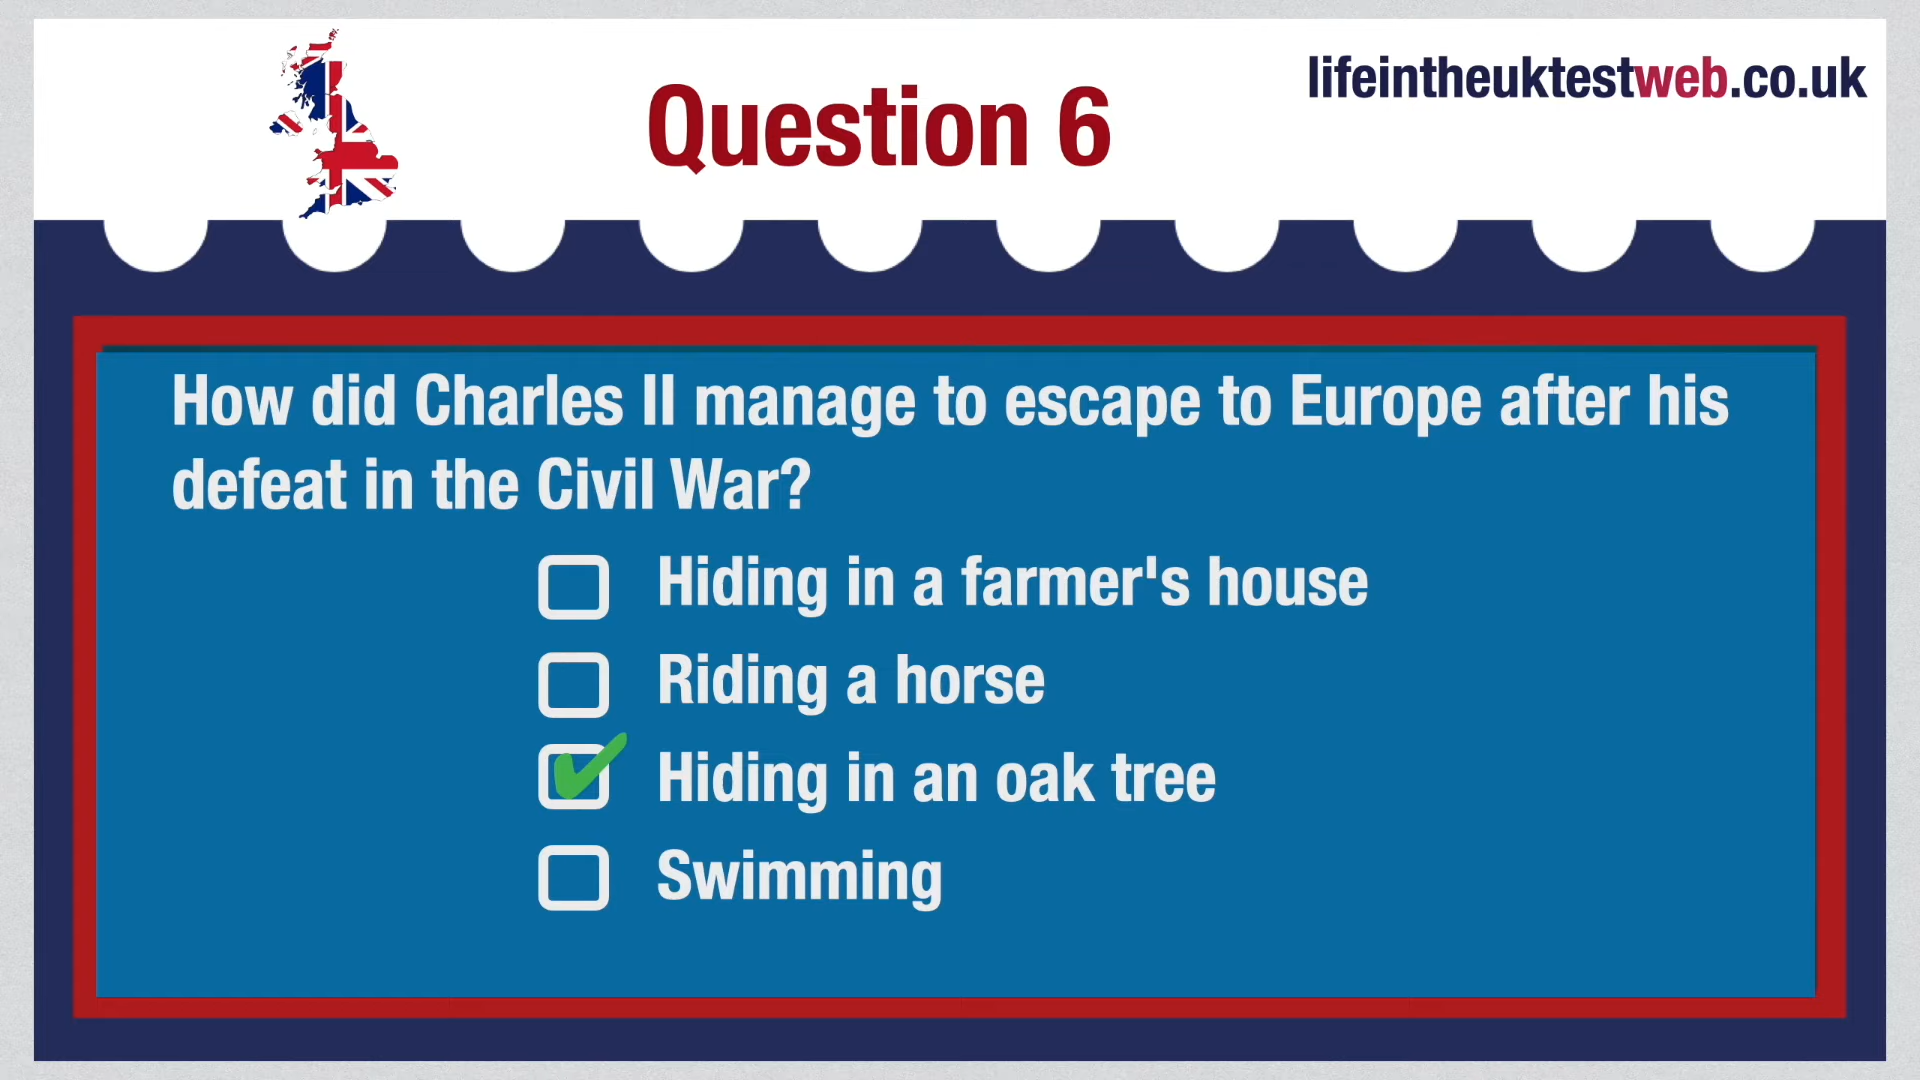 lifeintheuktestweb.co.uk
Question 6
How did Charles II manage to escape to Europe after his
defeat in the Civil War?
Hiding in a farmer's house
Riding a horse
Hiding in an oak tree
Swimming